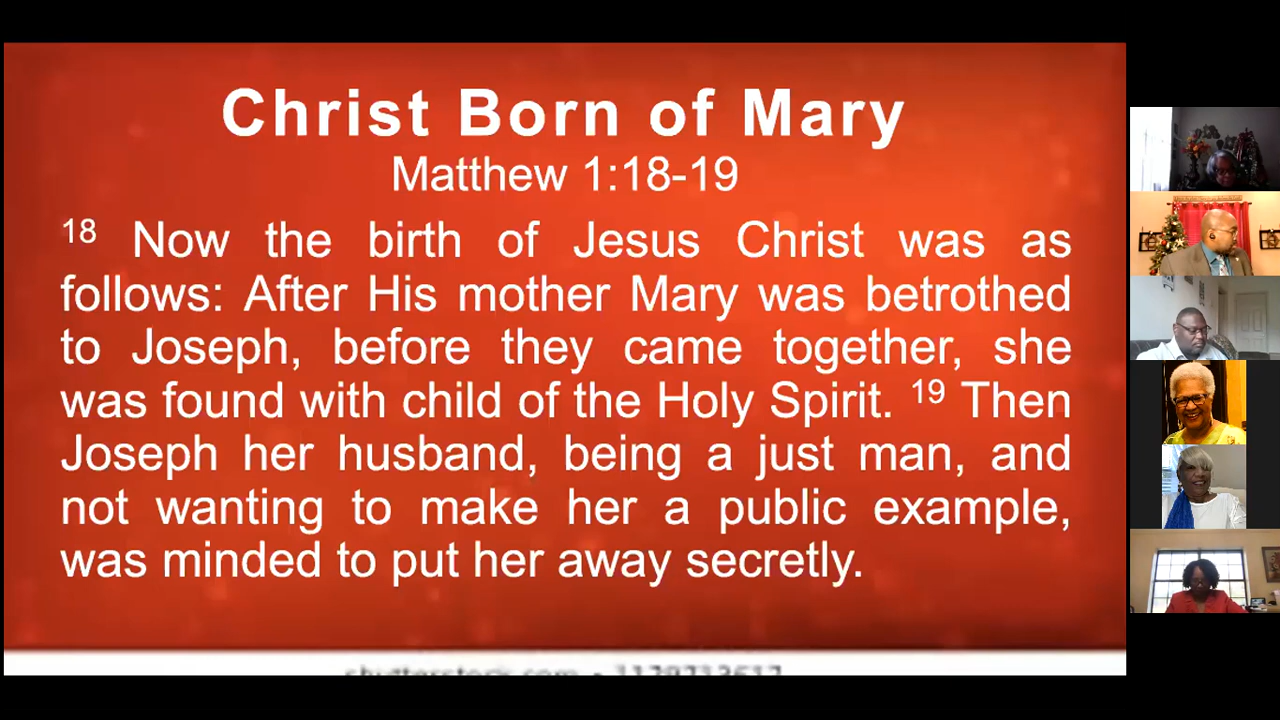 Christ Born of Mary
Matthew 1:18-19
18 Now the birth of Jesus Christ was as
follows: After His mother Mary was betrothed
to Joseph, before they came together, she
was found with child of the Holy Spirit. 19 Then
Joseph her husband, being a just man, and
not wanting to make her a public example,
was minded to put her away secretly.
shutterstock.com •